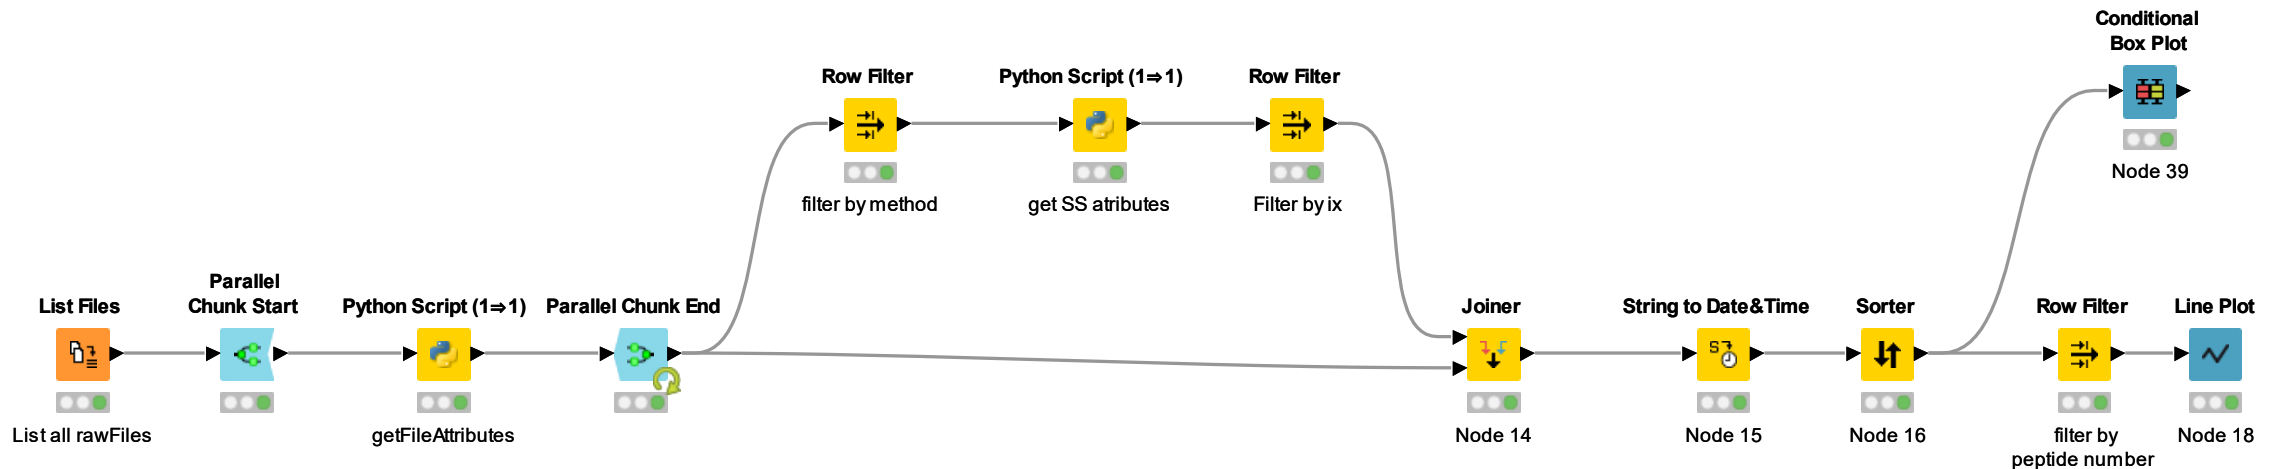 Conditional
Box Plot
Node 39
Row Filter
filter by method
Python Script (1⇒1)
get SS atributes
Row Filter
Filter by ix
List Files
List all rawFiles
Parallel
Chunk Start
Python Script (1⇒1)
getFileAttributes
Parallel Chunk End
Joiner
Node 14
String to Date&Time
S
Node 15
Sorter
Node 16
Row Filter
filter by
peptide number
Line Plot
Node 18